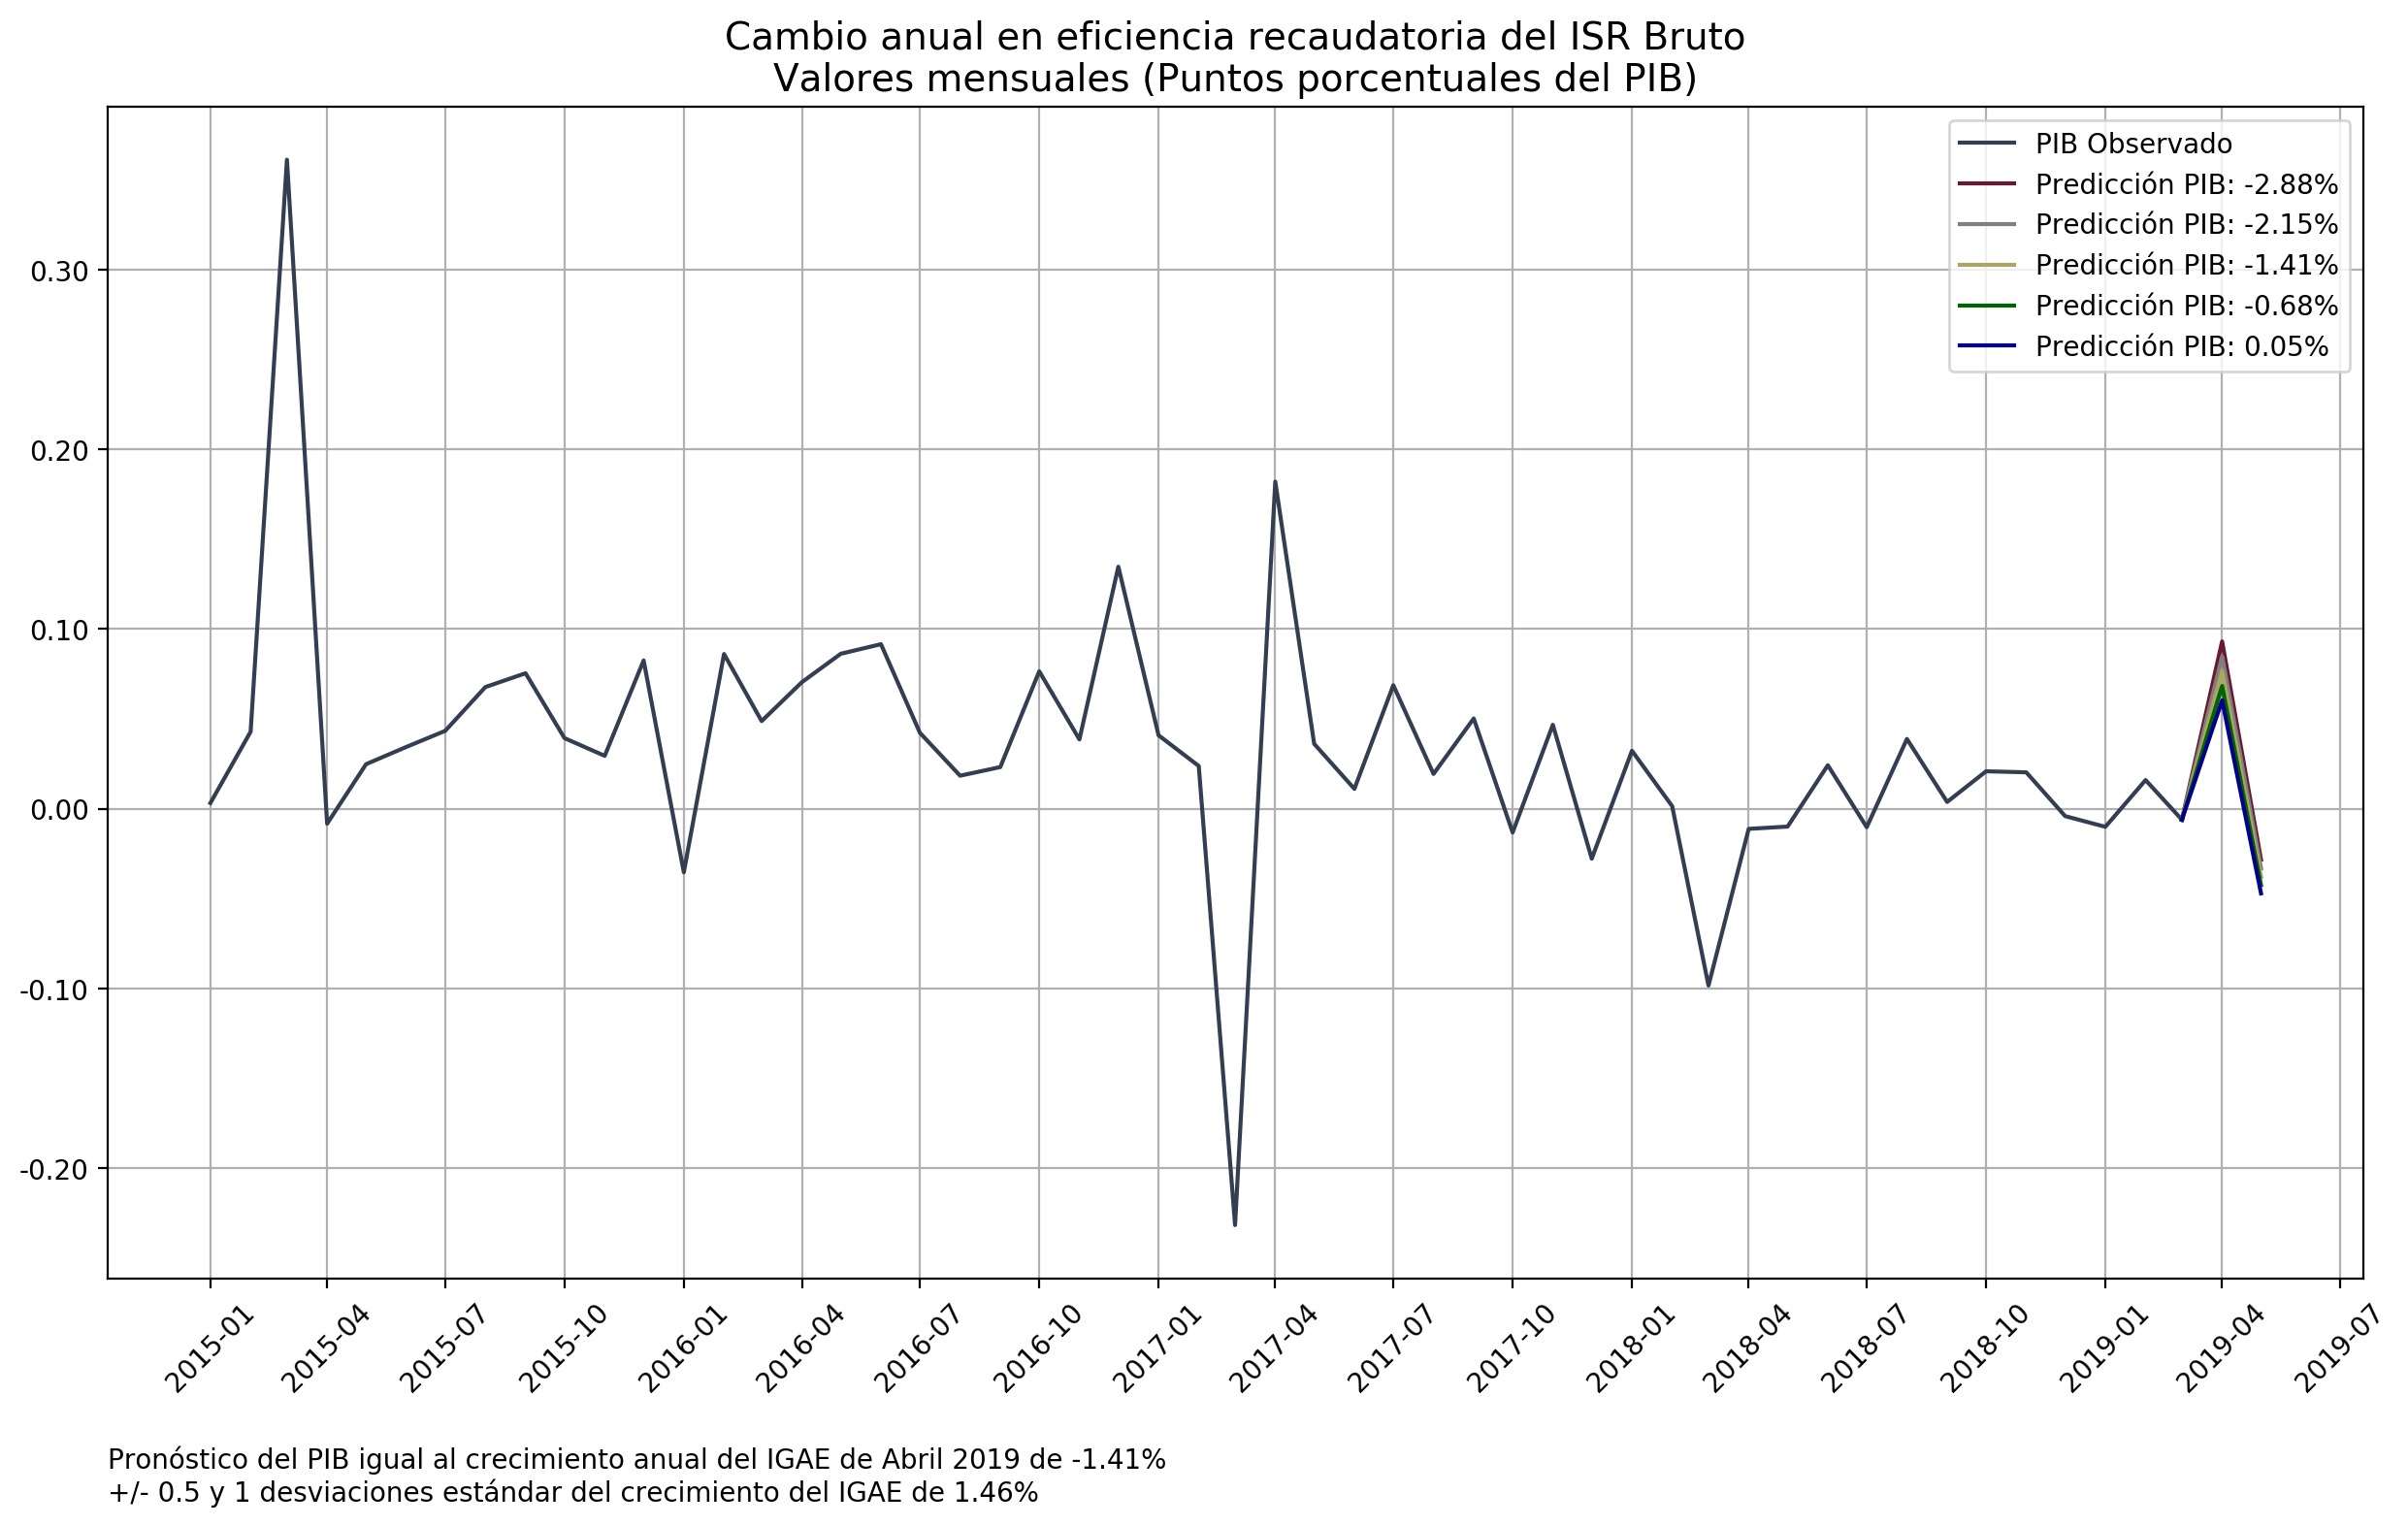 Cambio anual en eficiencia recaudatoria del ISR Bruto
Valores mensuales (Puntos porcentuales del PIB)
PIB Observado
Predicción PIB: -2.88%
Predicción PIB: -2.15%
Predicción PIB: -1.41%
Predicción PIB: -0.68%
Predicción PIB: 0.05%
0.30
0.20
0.10
0.00
-0.10
-0.20
2015-01
2015-04
2015-07
2015-10
2016-01
2016-04
2016-07
2016-10
2017-01
2017-04
2017-07
2017-10
2018-01
2018-04
2018-07
2018-10
2019-01
2019-04
2019-07
Pronóstico del PIB igual al crecimiento anual del IGAE de Abril 2019 de -1.41%
+/- 0.5 y 1 desviaciones estándar del crecimiento del IGAE de 1.46%